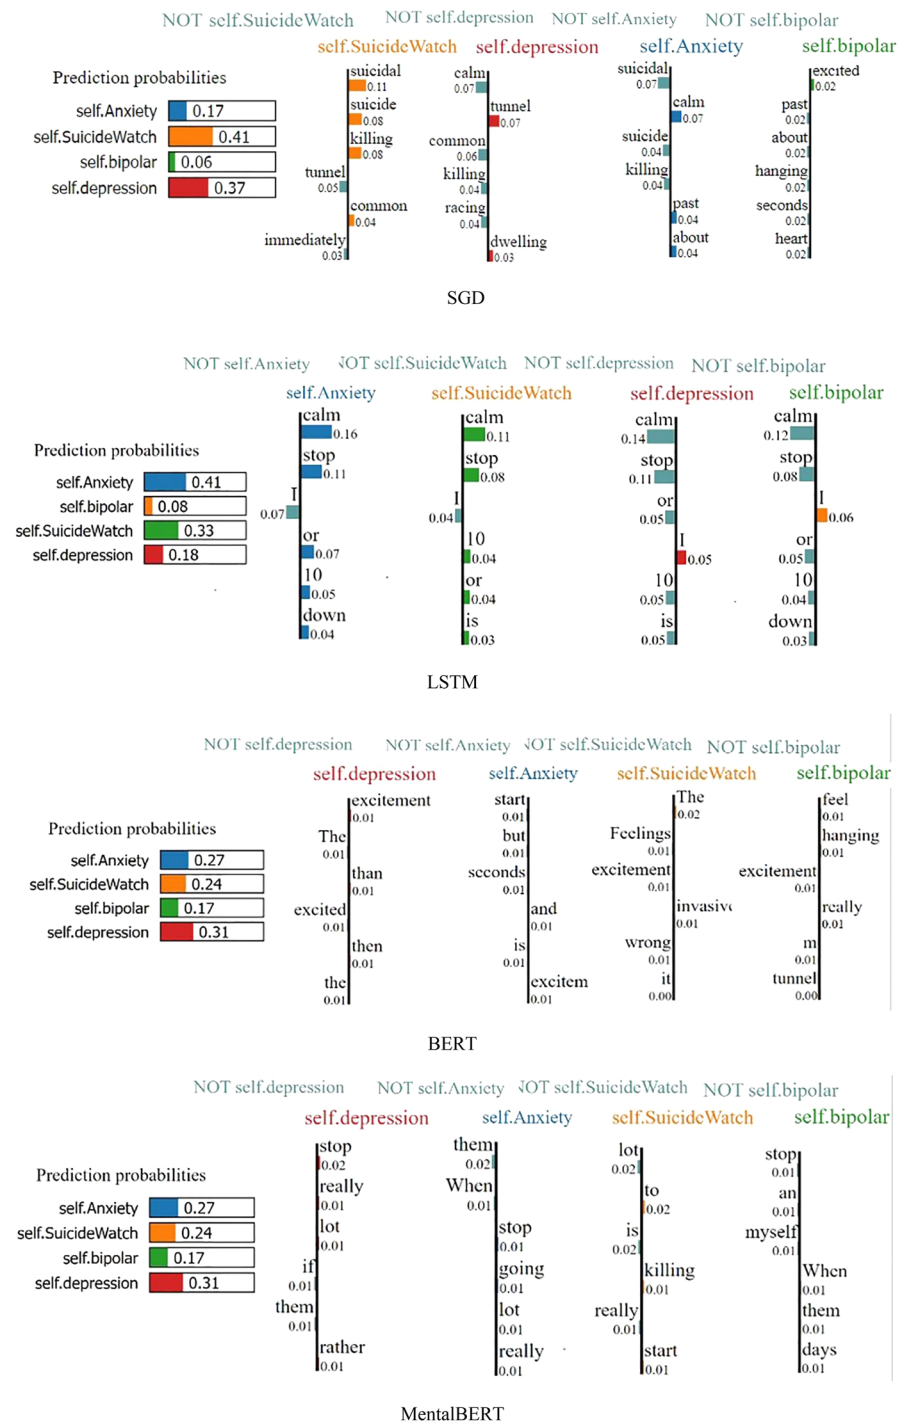 NOT self.SuicideWatch NOT self.depression NOT self.Anxiety NOT self.bipolar
self.SuicideWatch self.depression self.Anxiety self.bipolar
Prediction probabilities
self.Anxiety 0.17
self.SuicideWatch 0.41
self.bipolar 0.06
self.depression 0.37
suicidal
0.11
suicide
0.08
killing
0.08
tunnel
0.05
common
0.04
immediately
0.03
calm
0.07
tunnel
0.07
common
0.06
killing
0.04
racing
0.04
dwelling
0.03
suicidal
0.07
calm
0.07
suicide
0.04
killing
0.04
past
0.04
about
0.04
excited
0.02
past
0.02
about
0.02
hanging
0.02
seconds
0.02
heart
0.02
SGD
NOT self.Anxiety NOT self.SuicideWatch NOT self.depression NOT self.bipolar
self.Anxiety self.SuicideWatch self.depression self.bipolar
Prediction probabilities
self.Anxiety 0.41
self.bipolar 0.08
self.SuicideWatch 0.33
self.depression 0.18
calm
0.16
stop
0.11
I
0.07
or
0.07
10
0.05
down
0.04
calm
0.11
stop
0.08
I
0.04
10
0.04
or
0.04
is
0.03
calm
0.14
stop
0.11
or
0.05
I
0.05
10
0.05
is
0.05
calm
0.12
stop
0.08
I
0.06
or
0.05
10
0.04
down
0.03
LSTM
NOT self.depression NOT self.Anxiety NOT self.SuicideWatch NOT self.bipolar
self.depression self.Anxiety self.SuicideWatch self.bipolar
Prediction probabilities
self.Anxiety 0.27
self.SuicideWatch 0.24
self.bipolar 0.17
self.depression 0.31
excitement
0.01
The
0.01
than
0.01
excited
0.01
then
0.01
the
0.01
start
0.01
but
0.01
seconds
0.01
and
0.01
is
0.01
excitem
0.01
The
0.02
Feelings
0.01
excitement
0.01
invasive
0.01
wrong
0.01
it
0.00
feel
0.01
hanging
0.01
excitement
0.01
really
0.01
m
0.01
tunnel
0.00
BERT
NOT self.depression NOT self.Anxiety NOT self.SuicideWatch NOT self.bipolar
self.depression self.Anxiety self.SuicideWatch self.bipolar
Prediction probabilities
self.Anxiety 0.27
self.SuicideWatch 0.24
self.bipolar 0.17
self.depression 0.31
stop
0.02
really
0.01
lot
0.01
if
0.01
them
0.01
rather
0.01
them
0.02
When
0.01
stop
0.01
going
0.01
lot
0.01
really
0.01
lot
0.02
to
0.02
is
0.02
killing
0.01
really
0.01
start
0.01
stop
0.01
an
0.01
myself
0.01
When
0.01
them
0.01
days
0.01
MentalBERT